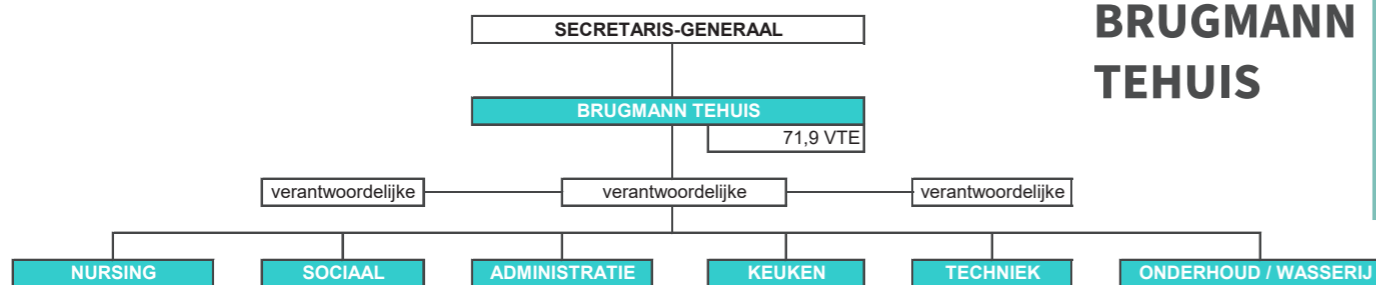 BRUGMANN
TEHUIS
SECRETARIS-GENERAAL
BRUGMANN TEHUIS
71,9 VTE
verantwoordelijke
verantwoordelijke
verantwoordelijke
NURSING
SOCIAAL
ADMINISTRATIE
KEUKEN
TECHNIEK
ONDERHOUD / WASSERIJ